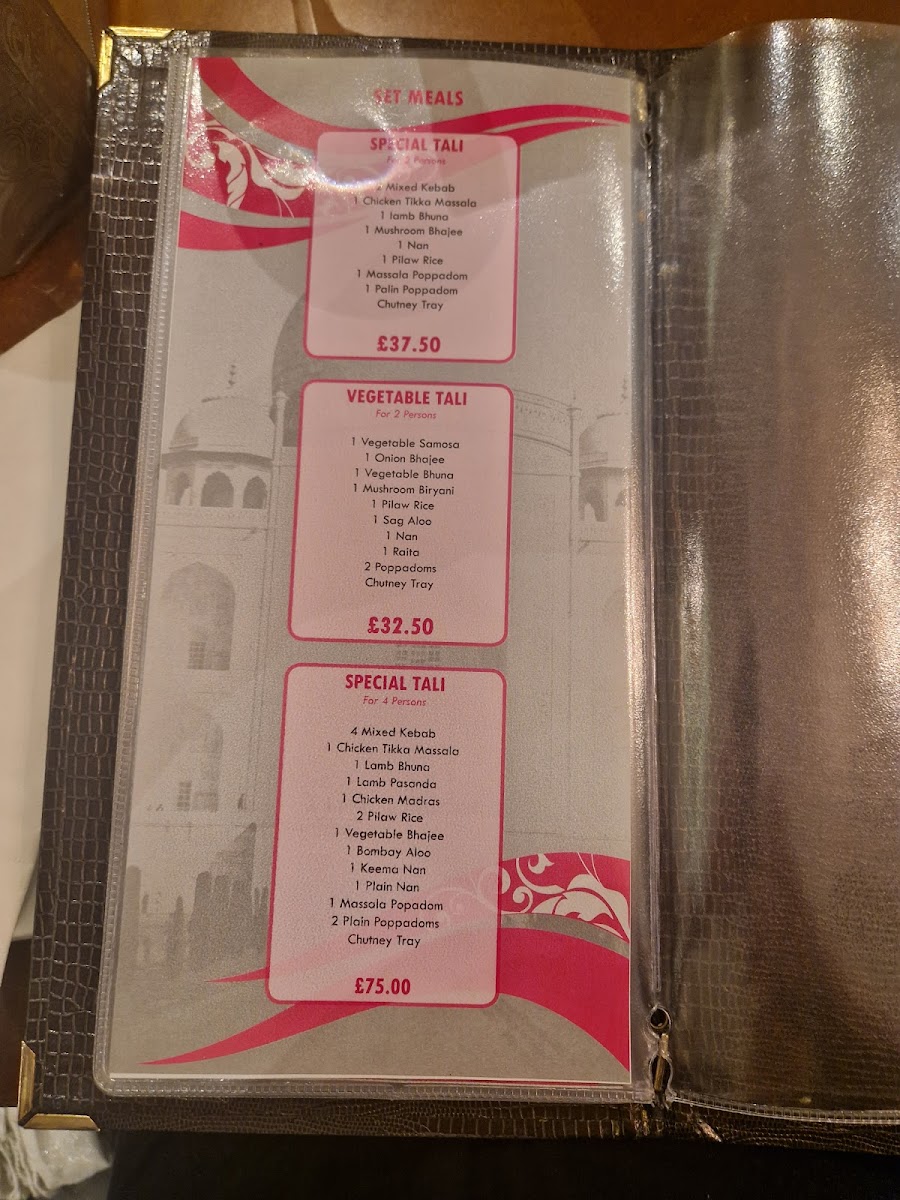 SET MEALS
SPECIAL TALI
For 2 Persons
Mixed Kebab
1 Chicken Tikka Massala
1 lamb Bhuna
1 Mushroom Bhajee
1 Nan
1 Pilaw Rice
1 Massala Poppadom
1 Palin Poppadom
Chutney Tray
£37.50
VEGETABLE TALI
For 2 Persons
1 Vegetable Samosa
1 Onion Bhajee
1 Vegetable Bhuna
1 Mushroom Biryani
1 Pilaw Rice
1 Sag Aloo
1 Nan
1 Raita
2 Poppadoms
Chutney Tray
£32.50
SPECIAL TALI
For 4 Persons
4 Mixed Kebab
1 Chicken Tikka Massala
1 Lamb Bhuna
1 Lamb Pasanda
1 Chicken Madras
2 Pilaw Rice
1 Vegetable Bhajee
1 Bombay Aloo
1 Keema Nan
1 Plain Nan
1 Massala Popadom
2 Plain Poppadoms
Chutney Tray
£75.00